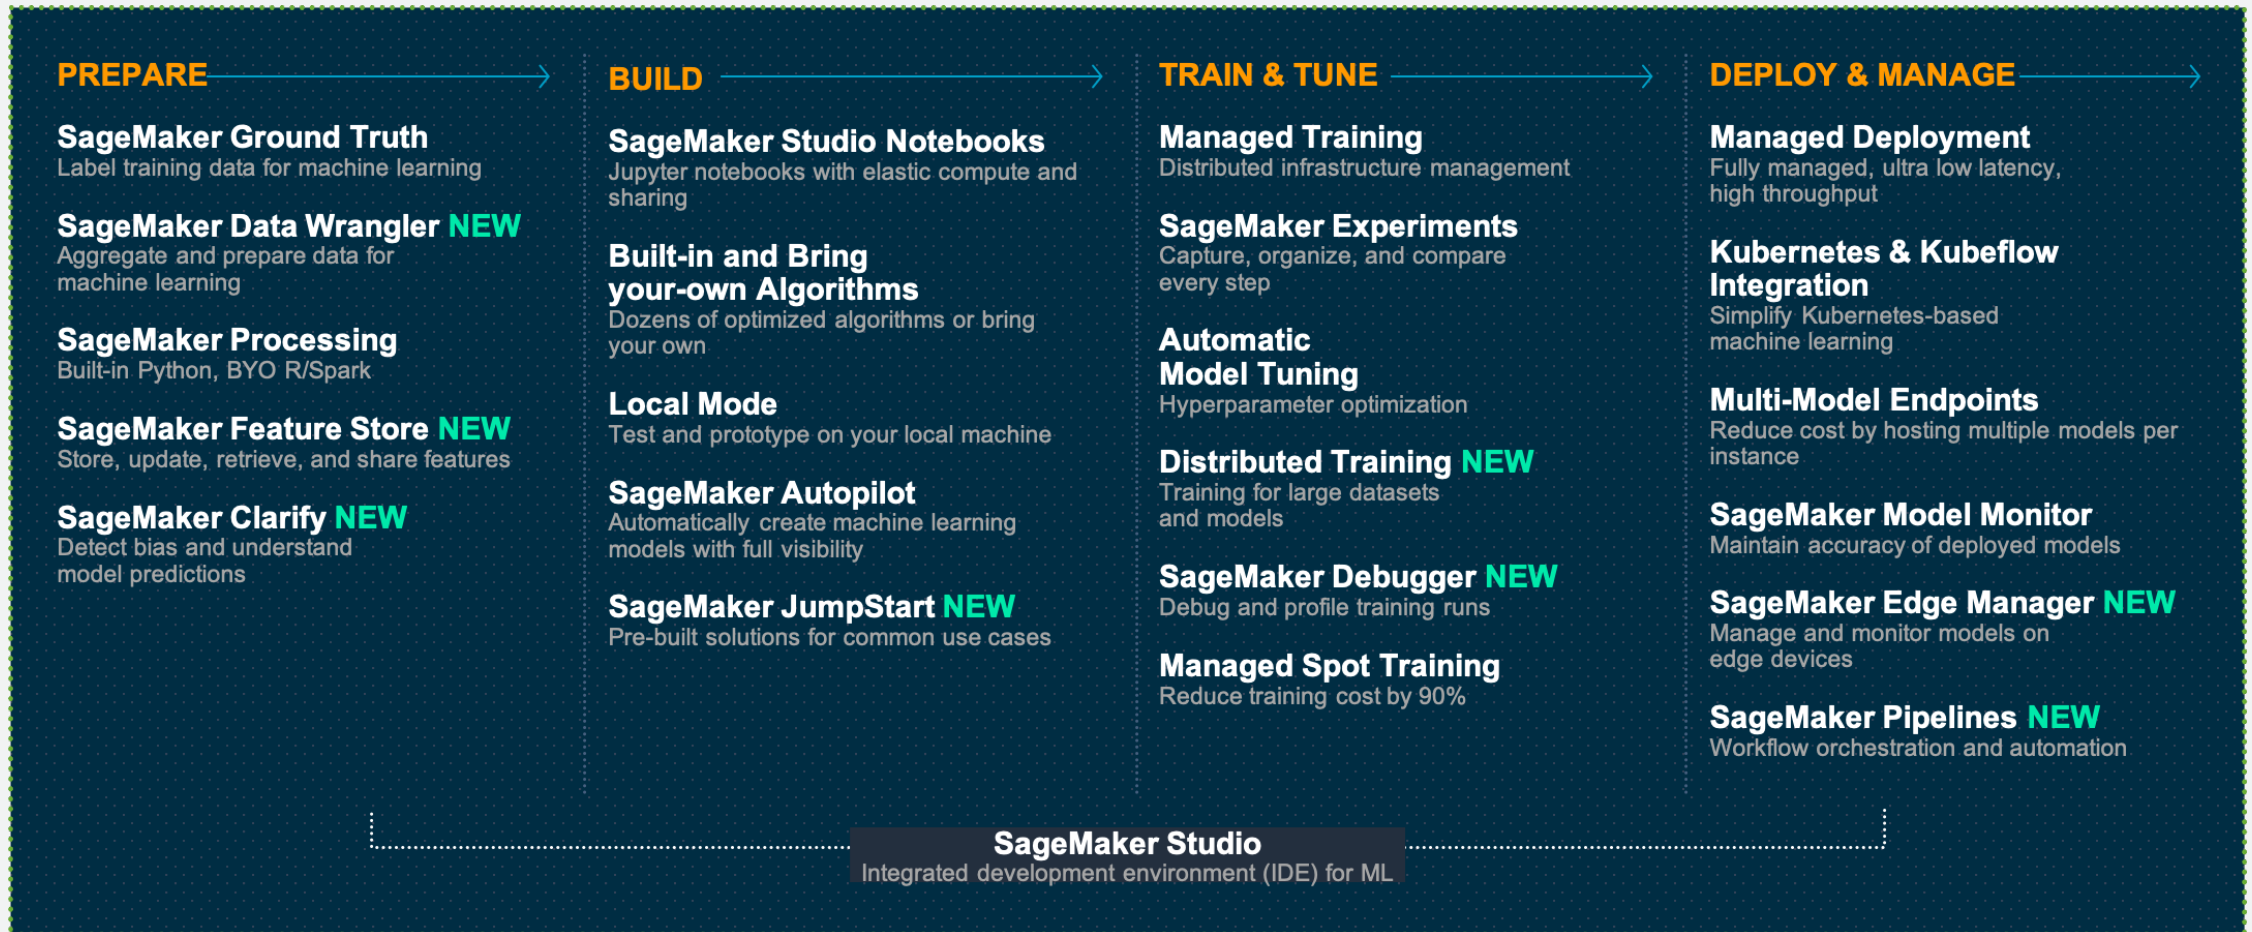 PREPARE
SageMaker Ground Truth
Label training data for machine learning
SageMaker Data Wrangler NEW
Aggregate and prepare data for
machine learning
SageMaker Processing
Built-in Python, BYO R/Spark
SageMaker Feature Store NEW
Store, update, retrieve, and share features
SageMaker Clarify NEW
Detect bias and understand
model predictions
BUILD
SageMaker Studio Notebooks
Jupyter notebooks with elastic compute and
sharing
Built-in and Bring
your-own Algorithms
Dozens of optimized algorithms or bring
your own
Local Mode
Test and prototype on your local machine
SageMaker Autopilot
Automatically create machine learning
models with full visibility
SageMaker JumpStart NEW
Pre-built solutions for common use cases
TRAIN & TUNE
Managed Training
Distributed infrastructure management
SageMaker Experiments
Capture, organize, and compare
every step
Automatic
Model Tuning
Hyperparameter optimization
Distributed Training NEW
Training for large datasets
and models
SageMaker Debugger NEW
Debug and profile training runs
Managed Spot Training
Reduce training cost by 90%
DEPLOY & MANAGE
Managed Deployment
Fully managed, ultra low latency,
high throughput
Kubernetes & Kubeflow
Integration
Simplify Kubernetes-based
machine learning
Multi-Model Endpoints
Reduce cost by hosting multiple models per
instance
SageMaker Model Monitor
Maintain accuracy of deployed models
SageMaker Edge Manager NEW
Manage and monitor models on
edge devices
SageMaker Pipelines NEW
Workflow orchestration and automation
SageMaker Studio
Integrated development environment (IDE) for ML